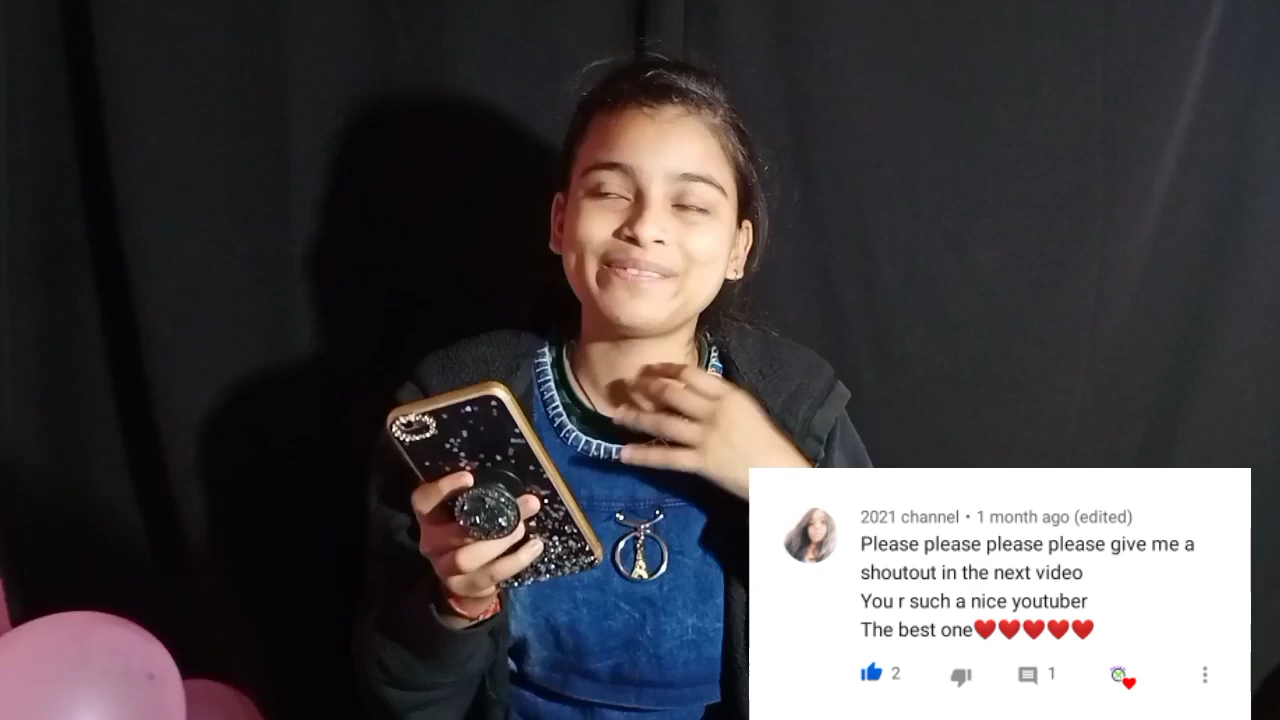 2021 channel • 1 month ago (edited)
Please please please please give me a
shoutout in the next video
You r such a nice youtuber
The best one❤️❤️❤️❤️❤️
2
1